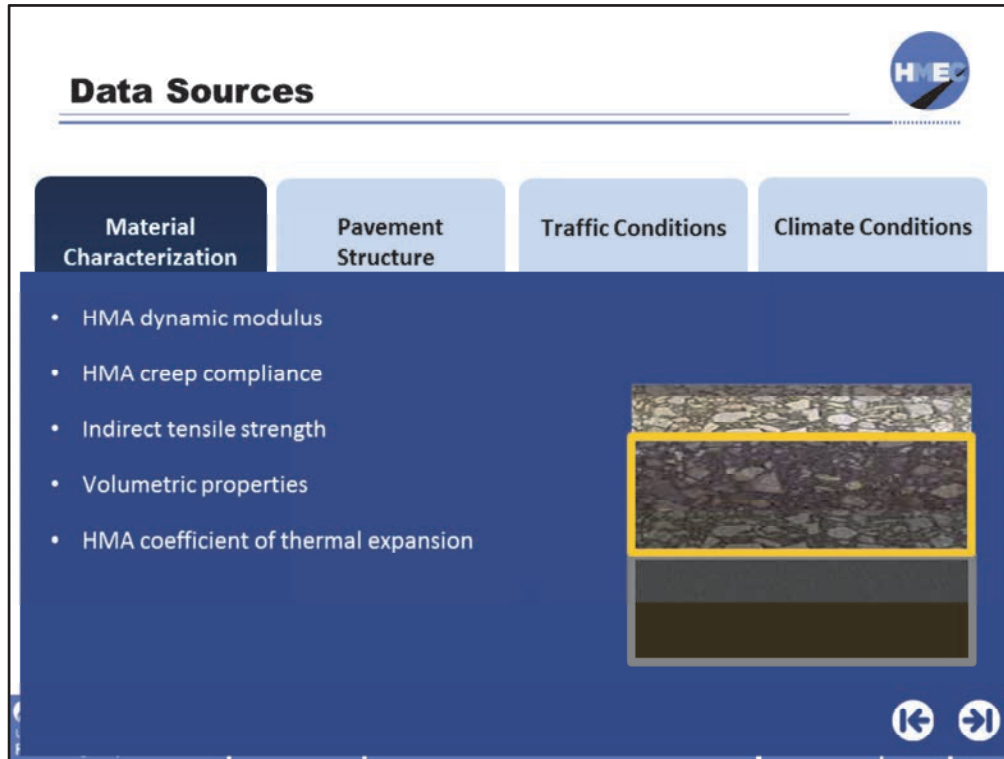 Data Sources
HMEC
Material
Characterization
Pavement
Structure
Traffic Conditions
Climate Conditions
• HMA dynamic modulus
• HMA creep compliance
• Indirect tensile strength
• Volumetric properties
• HMA coefficient of thermal expansion